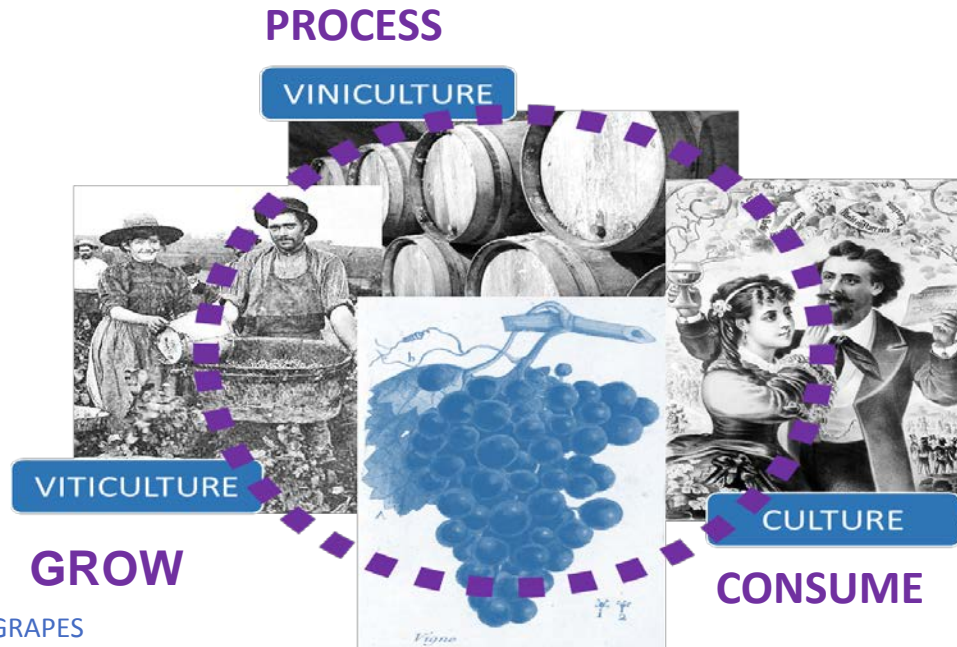 PROCESS
VINICULTURE
VITICULTURE
CULTURE
GROW
CONSUME
GRAPES
Vigne